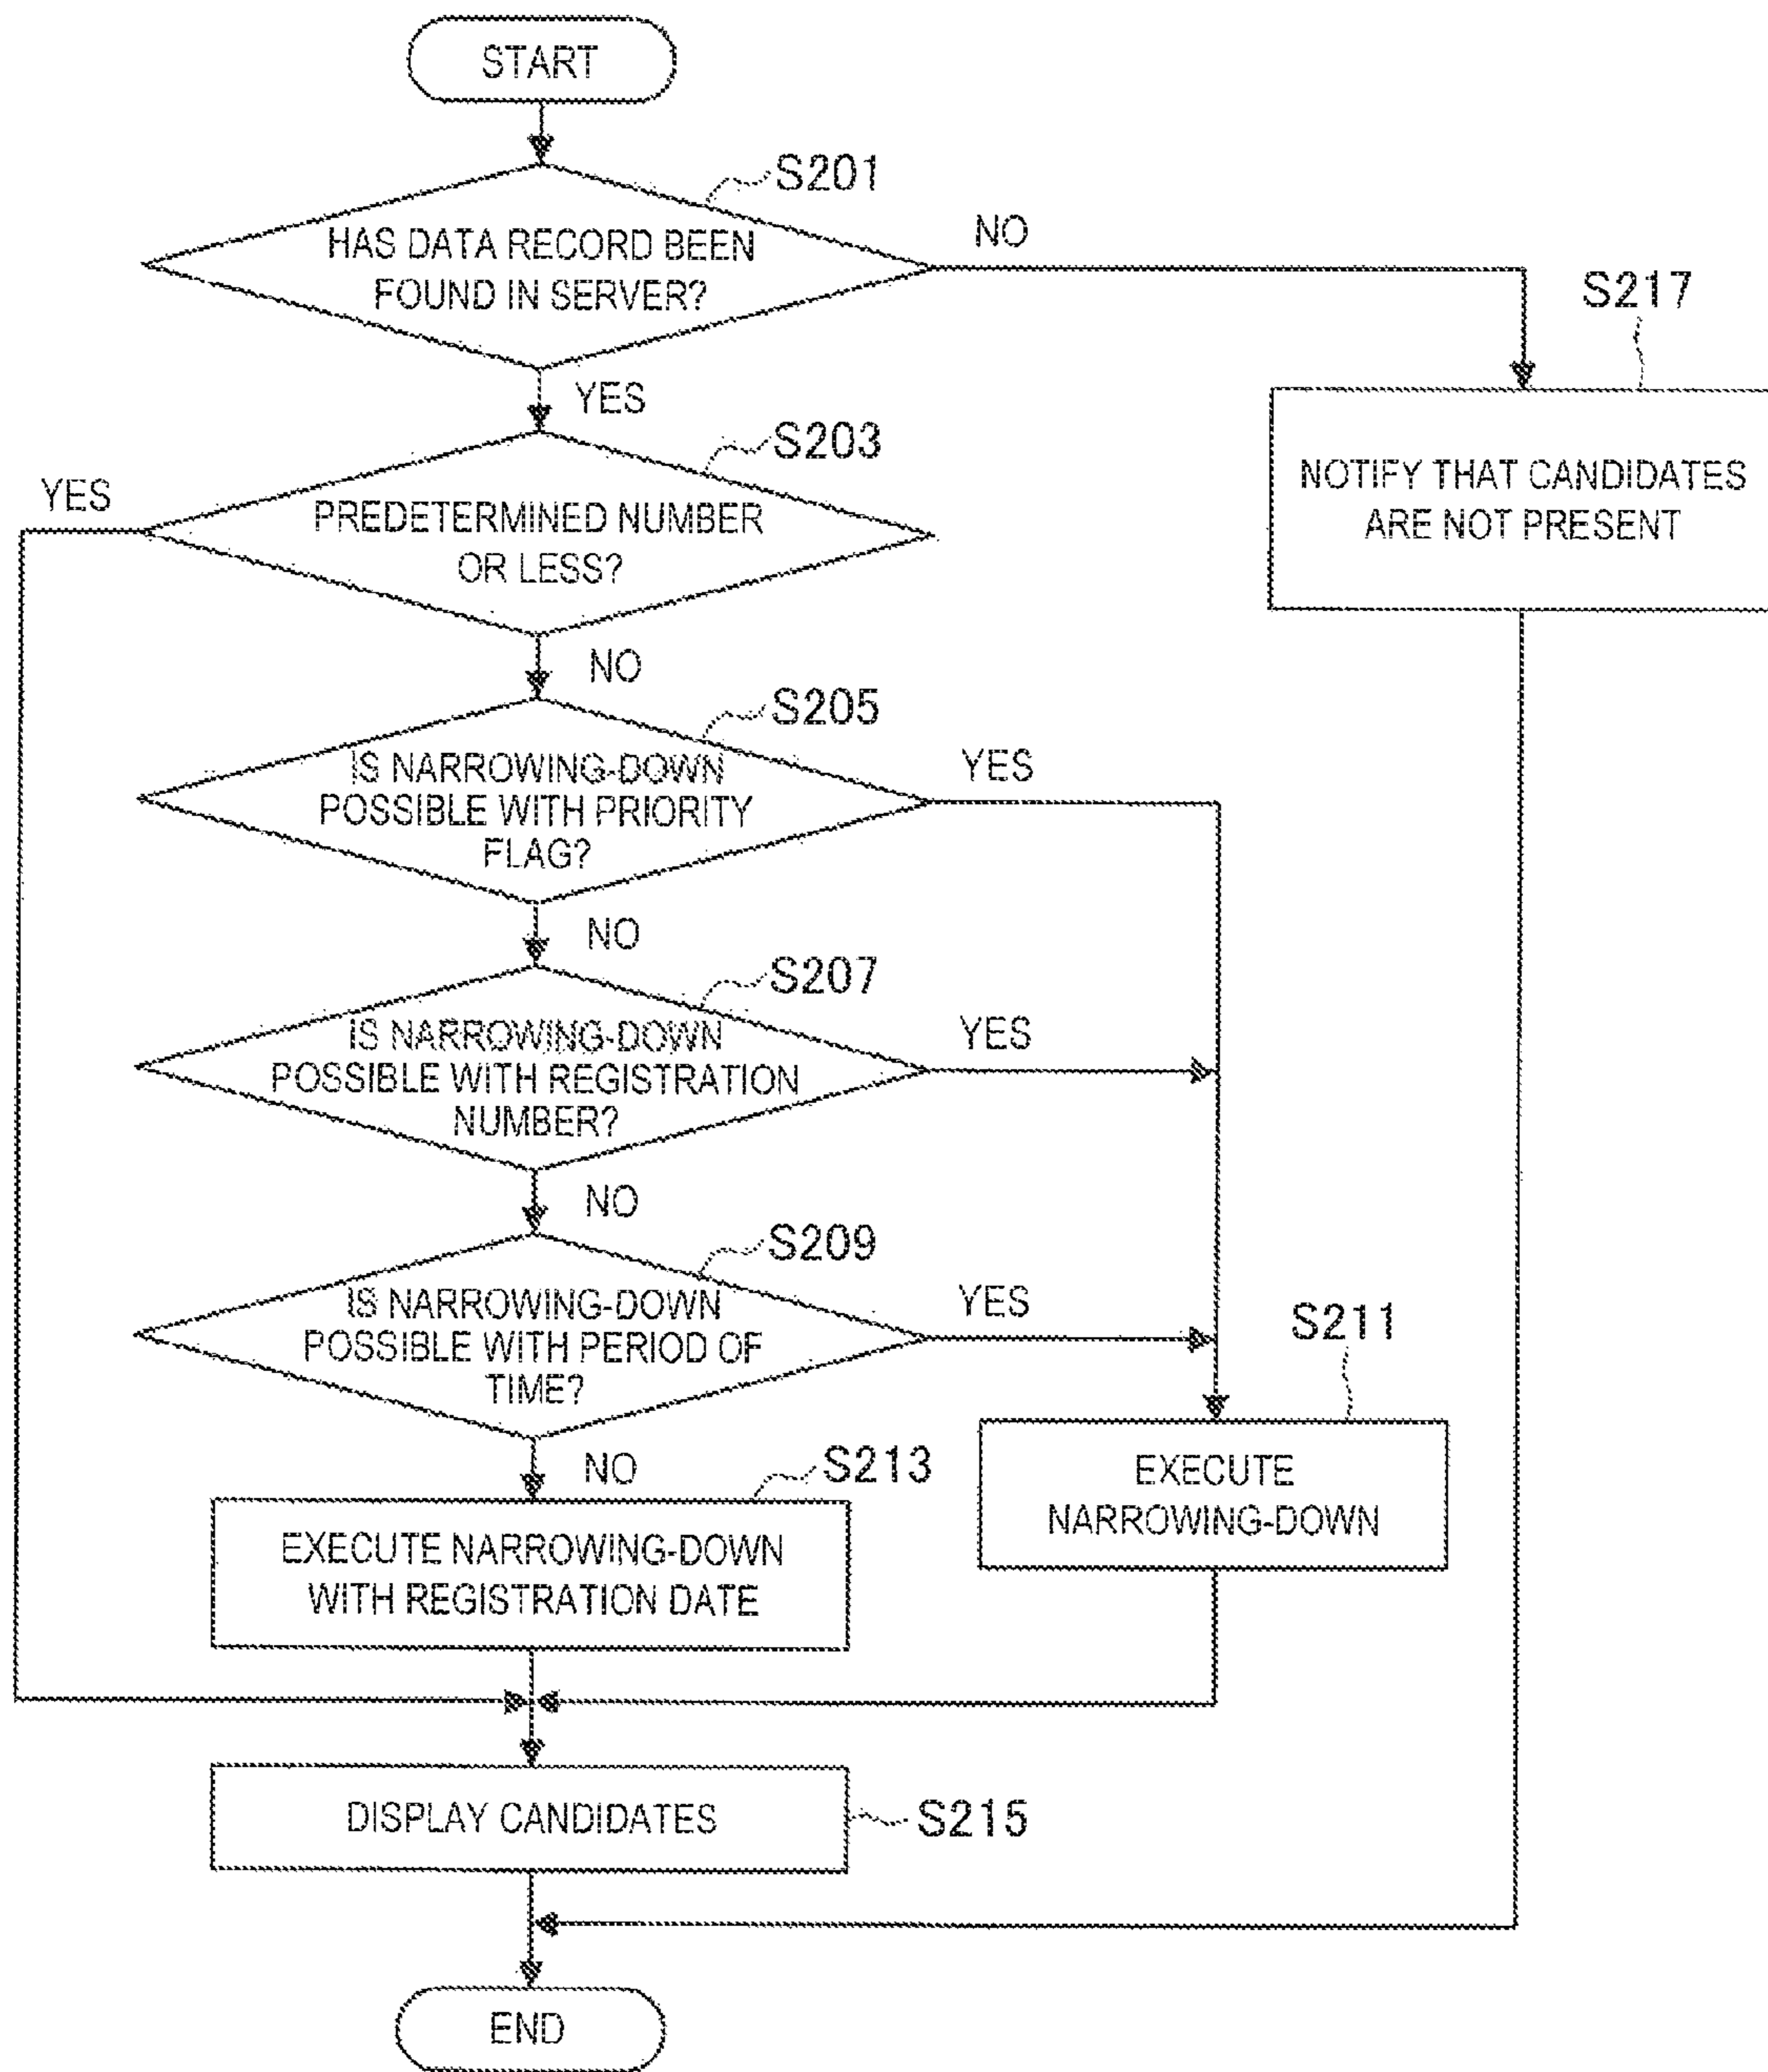 START
S201
HAS DATA RECORD BEEN
FOUND IN SERVER?
NO
YES
S217
NOTIFY THAT CANDIDATES
ARE NOT PRESENT
S203
YES
PREDETERMINED NUMBER
OR LESS?
NO
S205
IS NARROWING-DOWN
POSSIBLE WITH PRIORITY
FLAG?
YES
NO
S207
IS NARROWING-DOWN
POSSIBLE WITH REGISTRATION
NUMBER?
YES
NO
S209
IS NARROWING-DOWN
POSSIBLE WITH PERIOD OF
TIME?
YES
NO
S211
EXECUTE
NARROWING-DOWN
S213
EXECUTE NARROWING-DOWN
WITH REGISTRATION DATE
DISPLAY CANDIDATES
S215
END